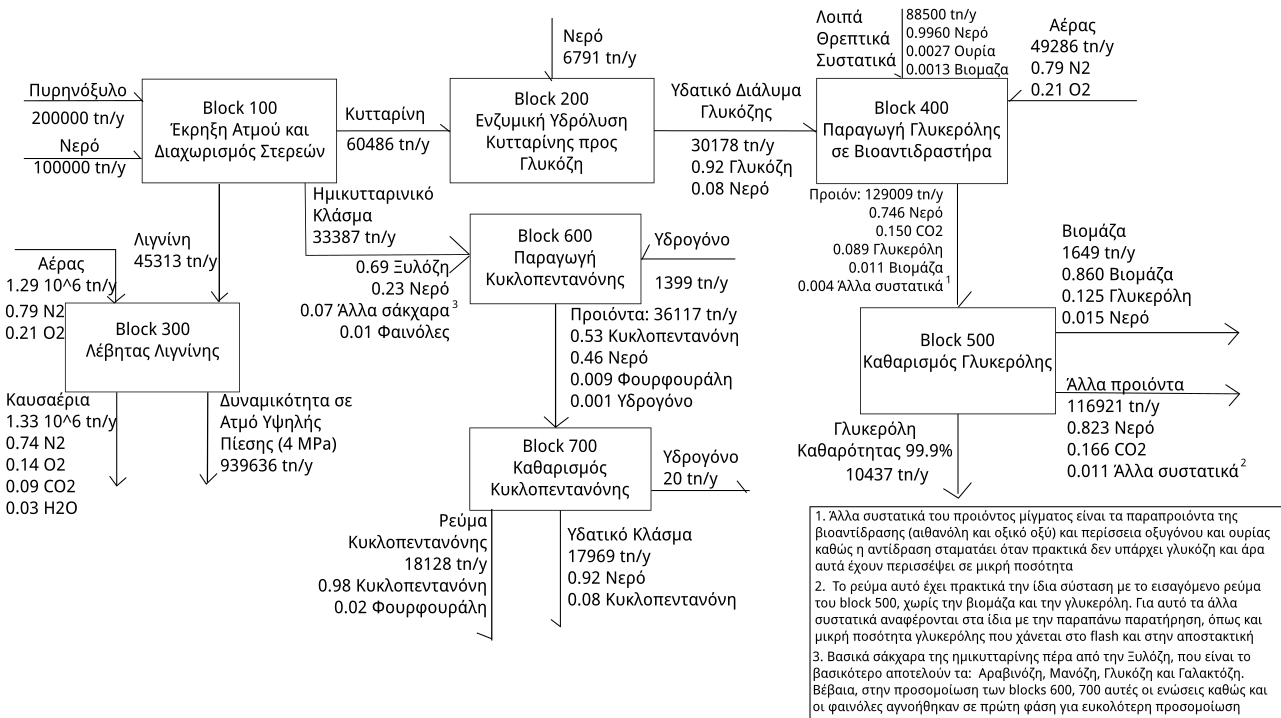 Πυρηνόξυλο
200000 tn/y
Νερό
100000 tn/y
Block 100
Έκρηξη Ατμού και
Διαχωρισμός Στερεών
Κυτταρίνη
60486 tn/y
Νερό
6791 tn/y
Block 200
Ενζυμική Υδρόλυση
Κυτταρίνης προς
Γλυκόζη
Υδατικό Διάλυμα
Γλυκόζης
30178 tn/y
0.92 Γλυκόζη
0.08 Νερό
Λοιπά
Θρεπτικά
Συστατικά
88500 tn/y
0.9960 Νερό
0.0027 Ουρία
0.0013 Βιομαζα
Αέρας
49286 tn/y
0.79 N2
0.21 O2
Block 400
Παραγωγή Γλυκερόλης
σε Βιοαντιδραστήρα
Ημικυτταρινικό
Κλάσμα
33387 tn/y
0.69 Ξυλόζη
0.23 Νερό
0.07 Άλλα σάκχαρα 3
0.01 Φαινόλες
Λιγνίνη
45313 tn/y
Αέρας
1.29 10^6 tn/y
0.79 N2
0.21 O2
Block 300
Λέβητας Λιγνίνης
Καυσαέρια
1.33 10^6 tn/y
0.74 N2
0.14 O2
0.09 CO2
0.03 H2O
Δυναμικότητα σε
Ατμό Υψηλής
Πίεσης (4 MPa)
939636 tn/y
Block 600
Παραγωγή
Κυκλοπεντανόνης
Υδρογόνο
1399 tn/y
Προιόντα: 36117 tn/y
0.53 Κυκλοπεντανόνη
0.46 Νερό
0.009 Φουρφουράλη
0.001 Υδρογόνο
Block 700
Καθαρισμός
Κυκλοπεντανόνης
Υδρογόνο
20 tn/y
Ρεύμα
Κυκλοπεντανόνης
18128 tn/y
0.98 Κυκλοπεντανόνη
0.02 Φουρφουράλη
Υδατικό Κλάσμα
17969 tn/y
0.92 Νερό
0.08 Κυκλοπεντανόνη
Προιόν: 129009 tn/y
0.746 Νερό
0.150 CO2
0.089 Γλυκερόλη
0.011 Βιομάζα
0.004 Άλλα συστατικά 1
Block 500
Καθαρισμός Γλυκερόλης
Βιομάζα
1649 tn/y
0.860 Βιομάζα
0.125 Γλυκερόλη
0.015 Νερό
Άλλα προιόντα
116921 tn/y
0.823 Νερό
0.166 CO2
0.011 Άλλα συστατικά 2
Γλυκερόλη
Καθαρότητας 99.9%
10437 tn/y
1. Άλλα συστατικά του προιόντος μίγματος είναι τα παραπροιόντα της
βιοαντίδρασης (αιθανόλη και οξικό οξύ) και περίσσεια οξυγόνου και ουρίας
καθώς η αντίδραση σταματάει όταν πρακτικά δεν υπάρχει γλυκόζη και άρα
αυτά έχουν περισσέψει σε μικρή ποσότητα
2. Το ρεύμα αυτό έχει πρακτικά την ίδια σύσταση με το εισαγόμενο ρεύμα
του block 500, χωρίς την βιομάζα και την γλυκερόλη. Για αυτό τα άλλα
συστατικά αναφέρονται στα ίδια με την παραπάνω παρατήρηση, όπως και
μικρή ποσότητα γλυκερόλης που χάνεται στο flash και στην αποστακτική
3. Βασικά σάκχαρα της ημικυτταρίνης πέρα από την Ξυλόζη, που είναι το
βασικότερο αποτελούν τα: Αραβινόζη, Μανόζη, Γλυκόζη και Γαλακτόζη.
Βέβαια, στην προσομοίωση των blocks 600, 700 αυτές οι ενώσεις καθώς και
οι φαινόλες αγνοήθηκαν σε πρώτη φάση για ευκολότερη προσομοίωση